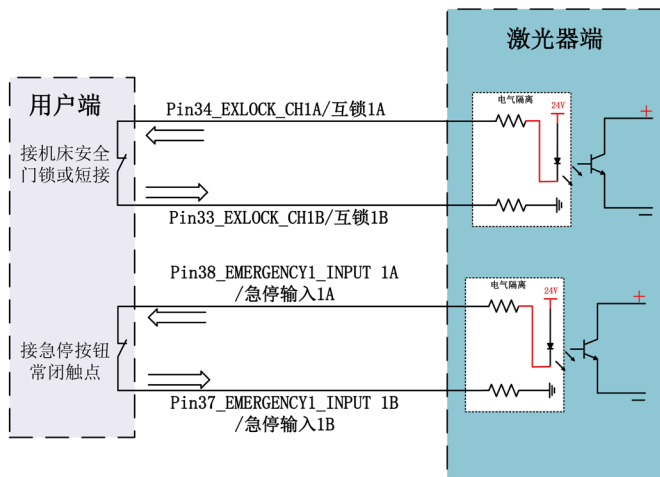 激光器端
用户端
Pin34_EXLOCK_CH1A/互锁1A
电气隔离
24V
+
接机床安全
门锁或短接
Pin33_EXLOCK_CH1B/互锁1B
—
Pin38_EMERGENCY1_INPUT 1A
/急停输入1A
电气隔离
24V
+
接急停按钮
常闭触点
Pin37_EMERGENCY1_INPUT 1B
/急停输入1B
—